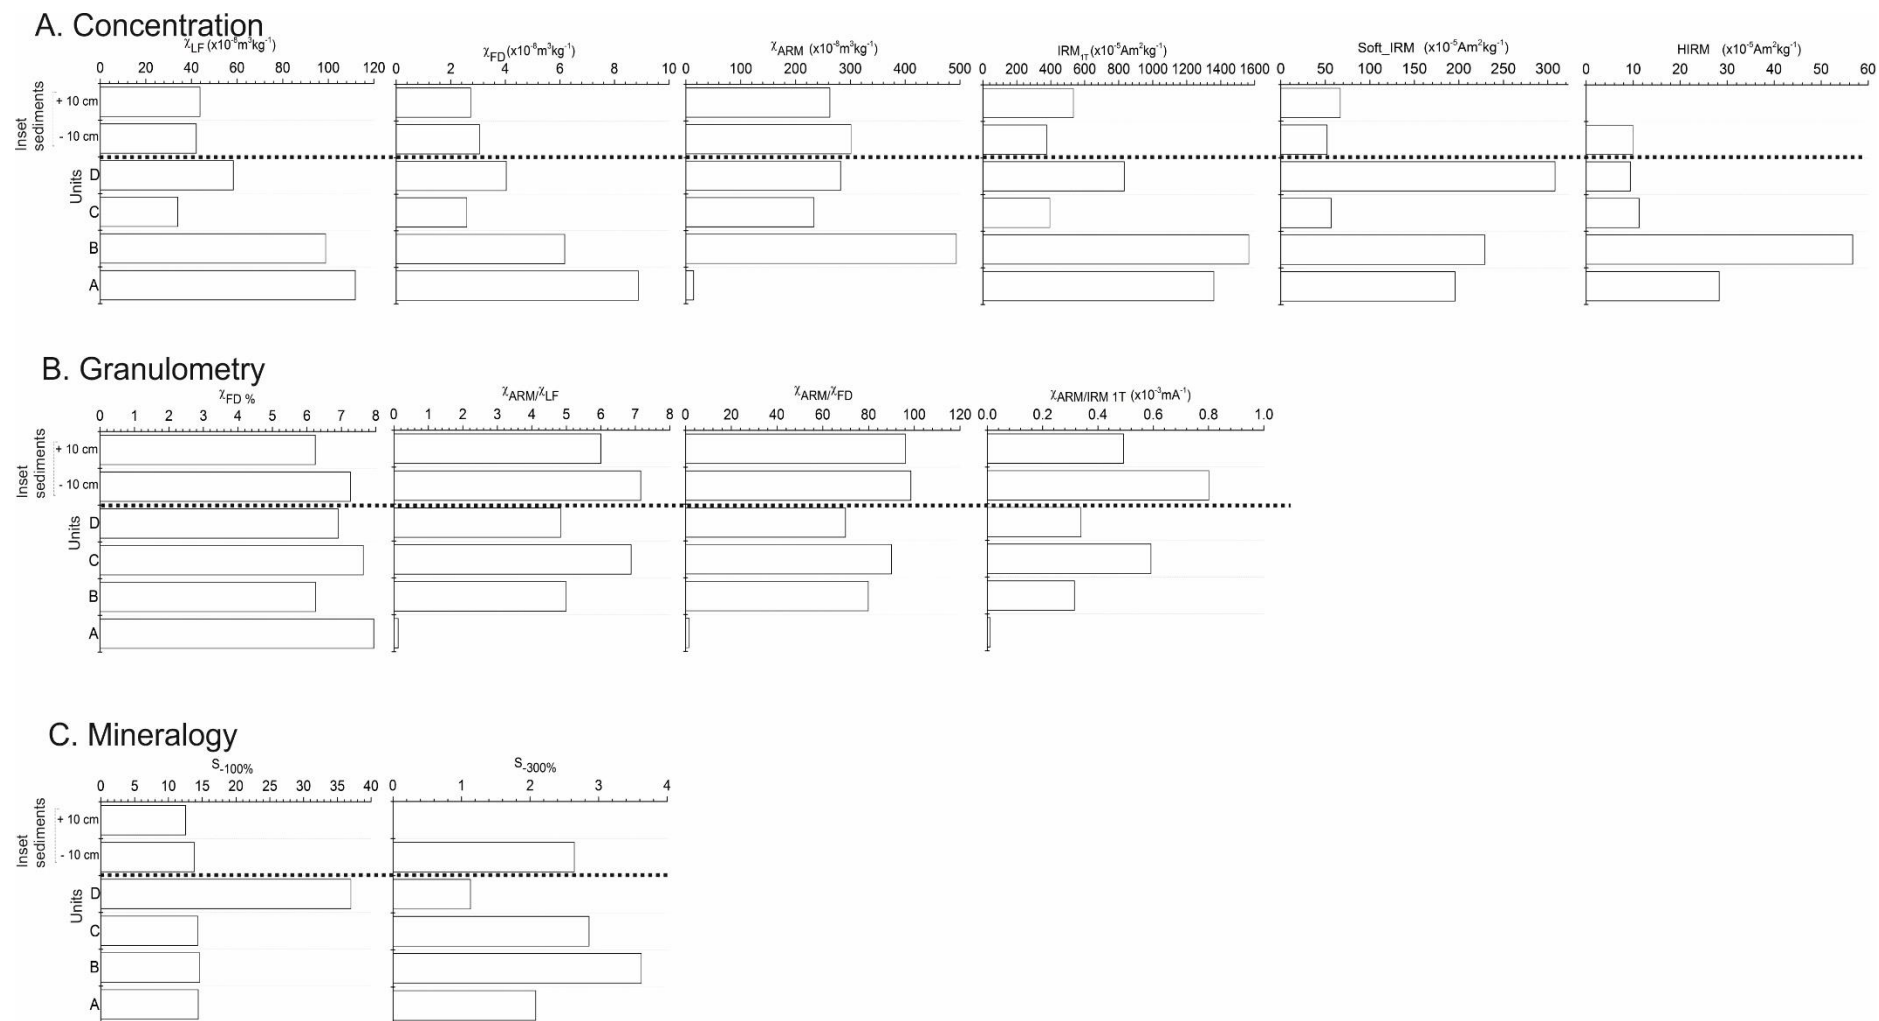 A. Concentration
χLF (x10⁻⁸m³kg⁻¹)
χFD (x10⁻⁸m³kg⁻¹)
χARM (x10⁻⁸m³kg⁻¹)
IRM1T (x10⁻⁵Am²kg⁻¹)
Soft_IRM (x10⁻⁵Am²kg⁻¹)
HIRM (x10⁻⁵Am²kg⁻¹)
0 20 40 60 80 100 120
0 2 4 6 8 10
0 100 200 300 400 500
0 200 400 600 800 1000 1200 1400 1600
0 50 100 150 200 250 300
0 10 20 30 40 50 60
Inset
sediments
+ 10 cm
- 10 cm
Units
D
C
B
A
B. Granulometry
χFD %
χARM/χLF
χARM/χFD
χARM/IRM 1T (x10⁻³mA⁻¹)
0 1 2 3 4 5 6 7 8
0 1 2 3 4 5 6 7 8
0 20 40 60 80 100 120
0.0 0.2 0.4 0.6 0.8 1.0
Inset
sediments
+ 10 cm
- 10 cm
Units
D
C
B
A
C. Mineralogy
S-100%
S-300%
0 5 10 15 20 25 30 35 40
0 1 2 3 4
Inset
sediments
+ 10 cm
- 10 cm
Units
D
C
B
A